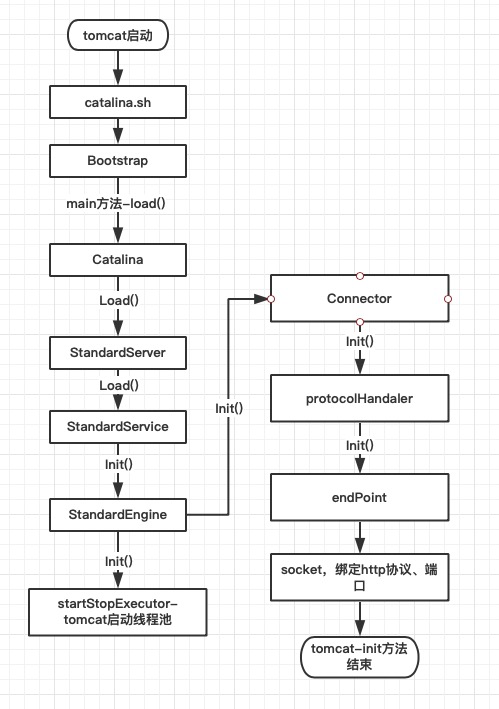 tomcat启动
catalina.sh
Bootstrap
main方法-load()
Catalina
Load()
StandardServer
Load()
StandardService
Init()
StandardEngine
Init()
startStopExecutor-
tomcat启动线程池
Init()
Connector
Init()
protocolHandaler
Init()
endPoint
socket，绑定http协议、端
口
tomcat-init方法
结束